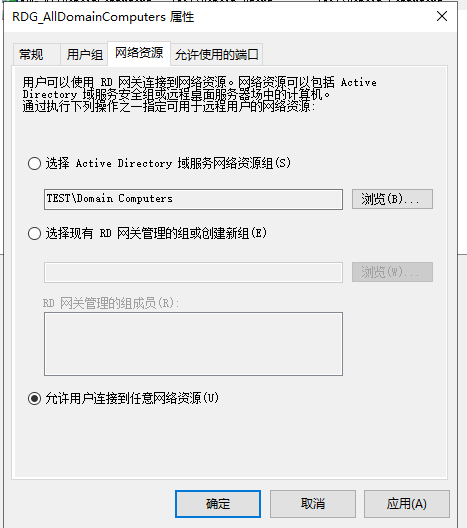 RDG_AllDomainComputers 属性
常规
用户组
网络资源
允许使用的端口
用户可以使用 RD 网关连接到网络资源。网络资源可以包括 Active
Directory 域服务安全组或远程桌面服务器场中的计算机。
通过执行下列操作之一指定可用于远程用户的网络资源:
选择 Active Directory 域服务网络资源组(S)
TEST\Domain Computers
浏览(B)...
选择现有 RD 网关管理的组或创建新组(E)
浏览(W)...
RD 网关管理的组成员(R):
允许用户连接到任意网络资源(U)
确定
取消
应用(A)